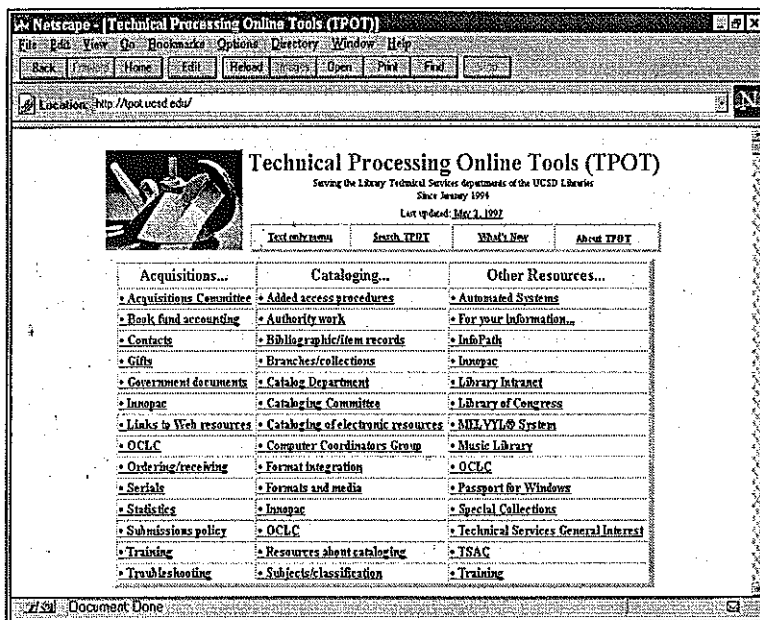 Netscape - [Technical Processing Online Tools (TPOT)]
File Edit View Go Bookmarks Options Directory Window Help
Back Forward Home Edit Reload Images Open Print Find Stop
Location: http://tpot.ucsd.edu/
N
Technical Processing Online Tools (TPOT)
Serving the Library Technical Services departments of the UCSD Libraries
Since January 1994
Last updated: May 2, 1997
Text only menu Search TPOT What's New About TPOT
Acquisitions... Cataloging... Other Resources...
• Acquisitions Committee • Added access procedures • Automated Systems
• Book fund accounting • Authority work • For your Information...
• Contacts • Bibliographic/item records • InfoPath
• Gifts • Branches/collections • Innopac
• Government documents • Catalog Department • Library Intranet
• Innopac • Cataloging Committee • Library of Congress
• Links to Web resources • Cataloging of electronic resources • MELVYL® System
• OCLC • Computer Coordinators Group • Music Library
• Ordering/receiving • Format integration • OCLC
• Serials • Formats and media • Passport for Windows
• Statistics • Innopac • Special Collections
• Submissions policy • OCLC • Technical Services General Interest
• Training • Resources about cataloging • TSAC
• Troubleshooting • Subjects/classification • Training
Document Done